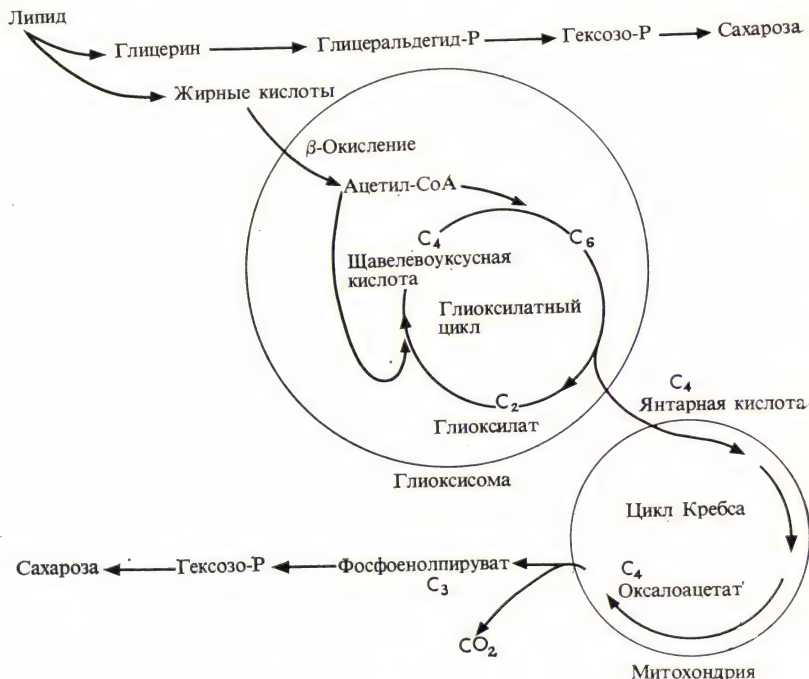 Липид
Глицерин
Глицеральдегид-Р
Гексозо-Р
Сахароза
Жирные кислоты
β-Окисление
Ацетил-СоА
C₄
C₆
Щавелевоуксусная
кислота
Глиоксилатный
цикл
C₂
Глиоксилат
C₄
Янтарная кислота
Глиоксисома
Цикл Кребса
Сахароза
Гексозо-Р
Фосфоенолпируват
C₃
C₄
Оксалоацетат
CO₂
Митохондрия